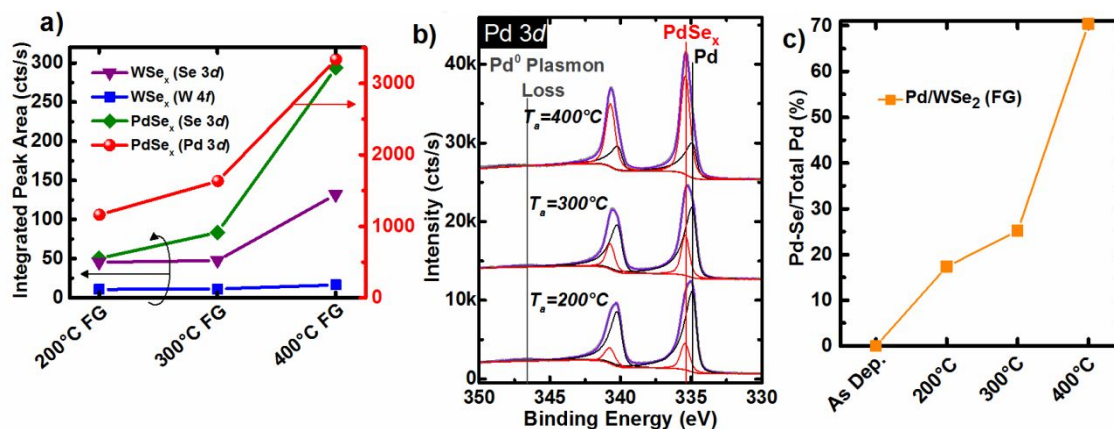 a)
Integrated Peak Area (cts/s)
300
250
200
150
100
50
0
WSeₓ (Se 3d)
WSeₓ (W 4f)
PdSeₓ (Se 3d)
PdSeₓ (Pd 3d)
3000
2000
1000
0
200°C FG
300°C FG
400°C FG
b)
Pd 3d
PdSeₓ
Pd
Pd⁰ Plasmon
Loss
Tₐ=400°C
Tₐ=300°C
Tₐ=200°C
Intensity (cts/s)
40k
30k
20k
10k
0k
350
345
340
335
330
Binding Energy (eV)
c)
Pd-Se/Total Pd (%)
70
60
50
40
30
20
10
0
Pd/WSe₂ (FG)
As Dep.
200°C
300°C
400°C